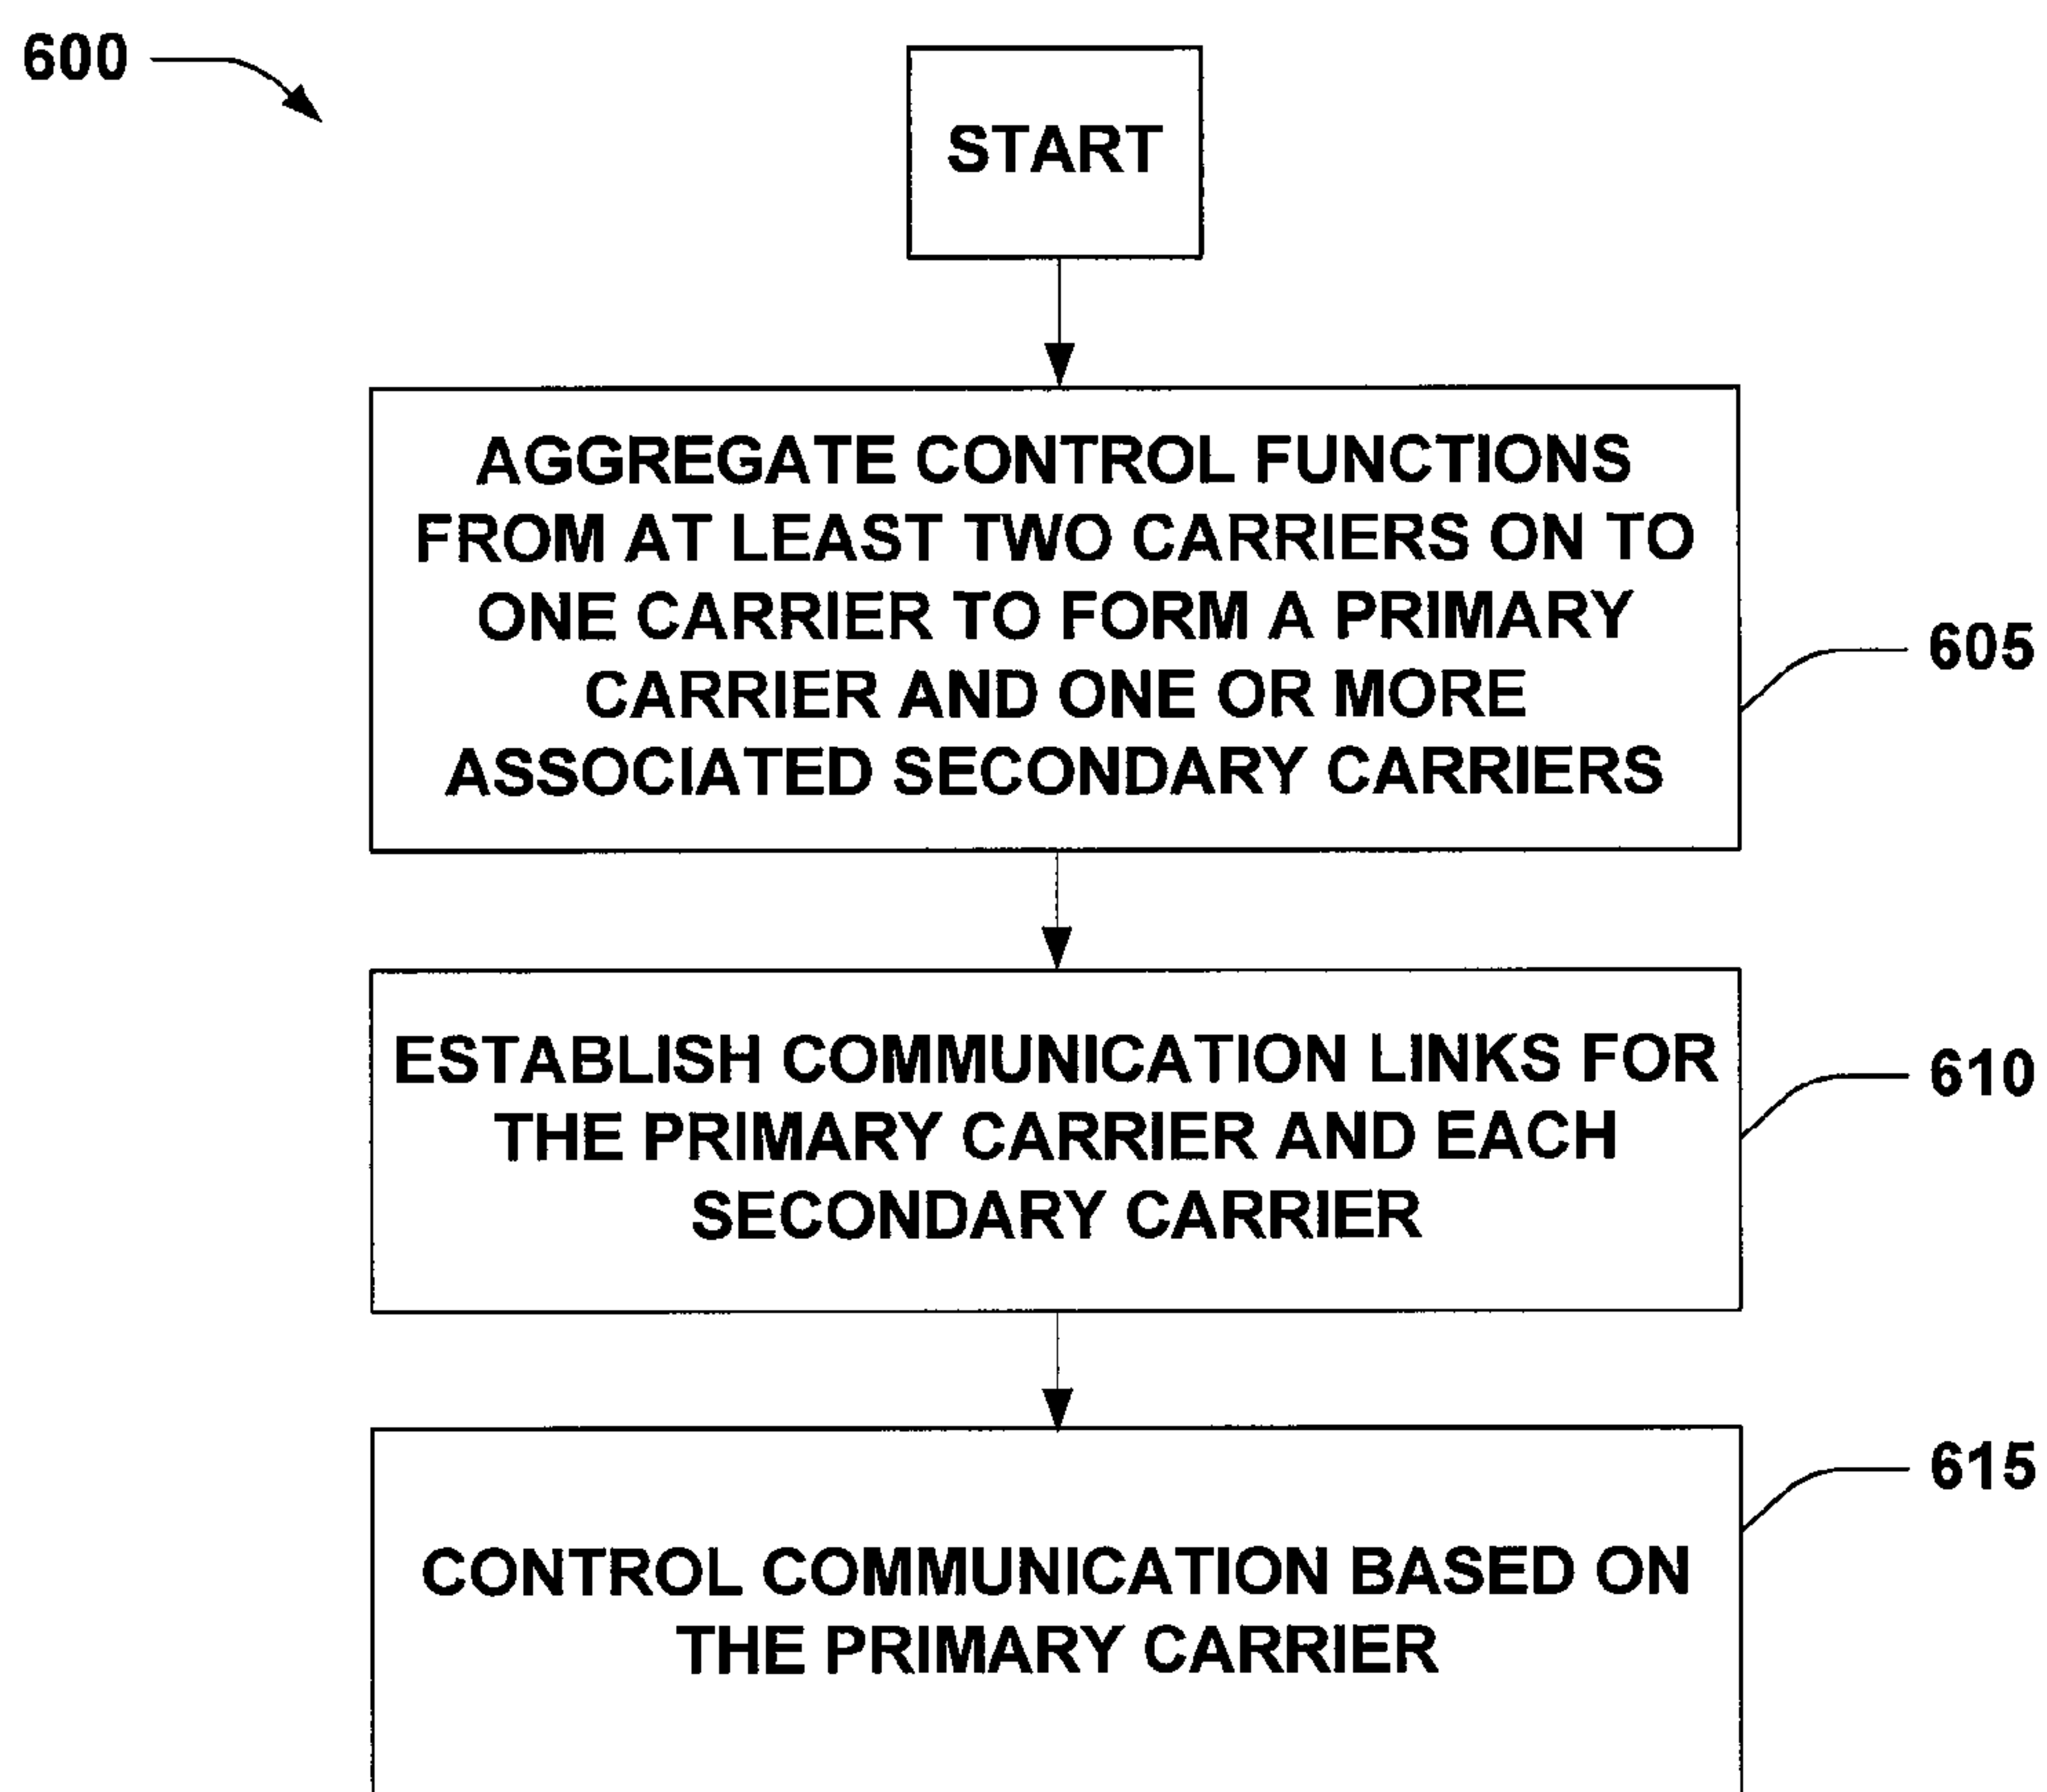 600
START
AGGREGATE CONTROL FUNCTIONS
FROM AT LEAST TWO CARRIERS ON TO
ONE CARRIER TO FORM A PRIMARY
CARRIER AND ONE OR MORE
ASSOCIATED SECONDARY CARRIERS
605
ESTABLISH COMMUNICATION LINKS FOR
THE PRIMARY CARRIER AND EACH
SECONDARY CARRIER
610
CONTROL COMMUNICATION BASED ON
THE PRIMARY CARRIER
615